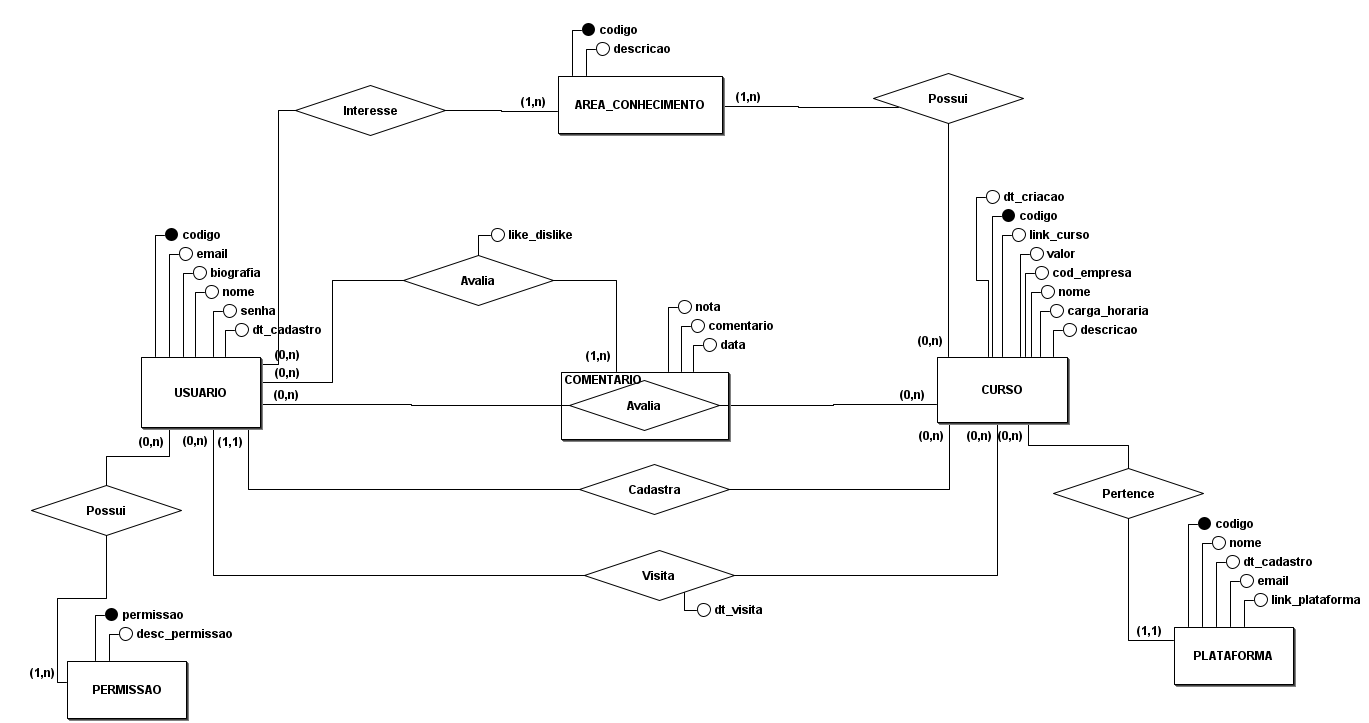 codigo
descricao
AREA_CONHECIMENTO
(1,n)
(1,n)
Interesse
Possui
codigo
email
biografia
nome
senha
dt_cadastro
USUARIO
(0,n)
(0,n)
(0,n)
like_dislike
Avalia
(1,n)
nota
comentario
data
COMENTARIO
Avalia
dt_criacao
codigo
link_curso
valor
cod_empresa
nome
carga_horaria
descricao
(0,n)
(0,n)
CURSO
(0,n)
(0,n)
(1,1)
(0,n)
(0,n)
(0,n)
Cadastra
Possui
Pertence
Visita
dt_visita
permissao
desc_permissao
(1,n)
PERMISSAO
codigo
nome
dt_cadastro
email
link_plataforma
(1,1)
PLATAFORMA